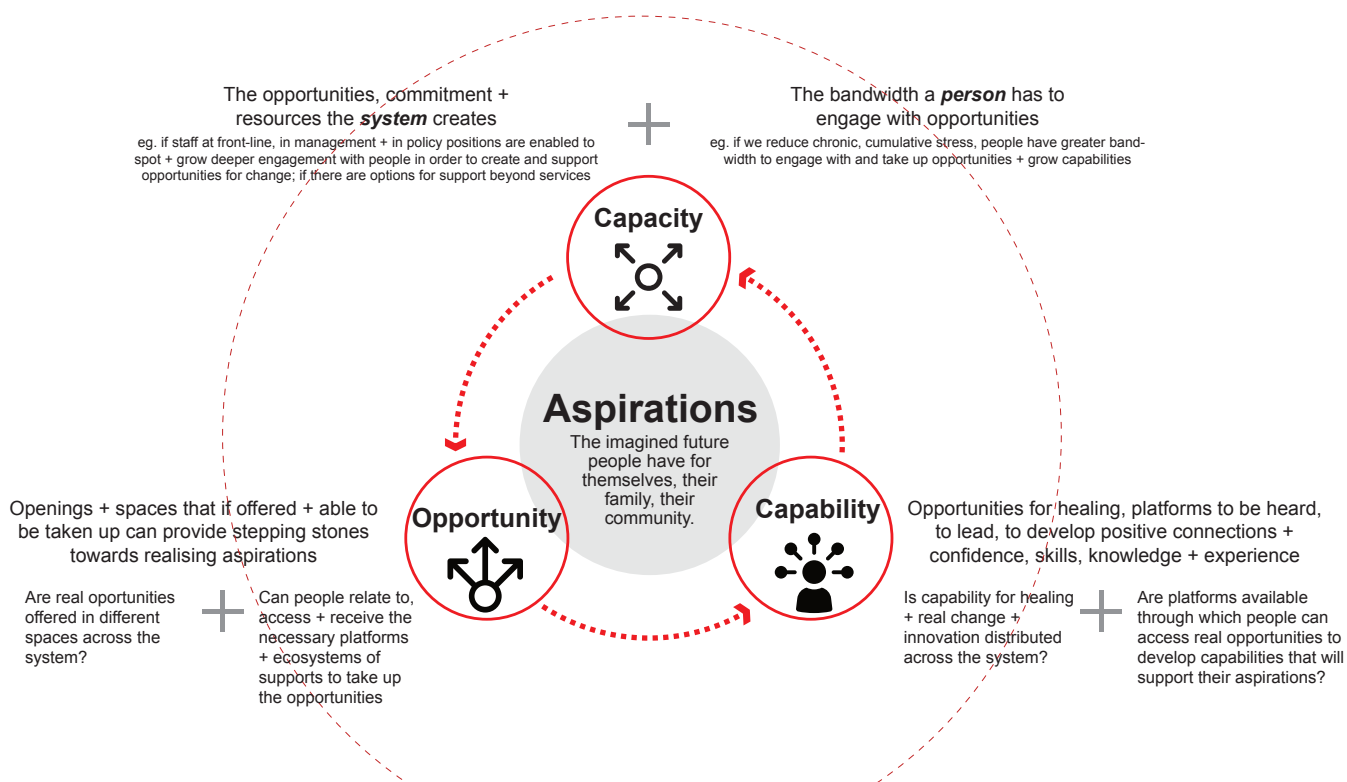 The opportunities, commitment +
resources the system creates
eg. if staff at front-line, in management + in policy positions are enabled to
spot + grow deeper engagement with people in order to create and support
opportunities for change; if there are options for support beyond services
The bandwidth a person has to
engage with opportunities
eg. if we reduce chronic, cumulative stress, people have greater band-
width to engage with and take up opportunities + grow capabilities
Capacity
Aspirations
The imagined future
people have for
themselves, their
family, their
community.
Opportunity
Openings + spaces that if offered + able to
be taken up can provide stepping stones
towards realising aspirations
Are real oportunities
offered in different
spaces across the
system?
Can people relate to,
access + receive the
necessary platforms
+ ecosystems of
supports to take up
the opportunities
Capability
Opportunities for healing, platforms to be heard,
to lead, to develop positive connections +
confidence, skills, knowledge + experience
Is capability for healing
+ real change +
innovation distributed
across the system?
Are platforms available
through which people can
access real opportunities to
develop capabilities that will
support their aspirations?